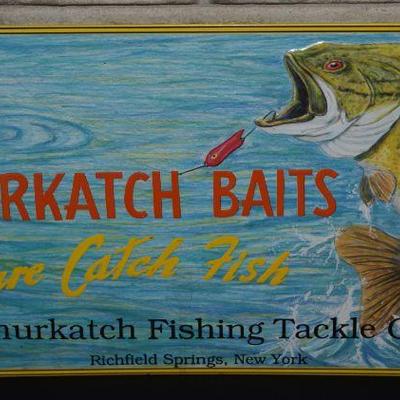 RKATCH BAITS
ure Catch Fish
hurkatch Fishing Tackle C
Richfield Springs, New York